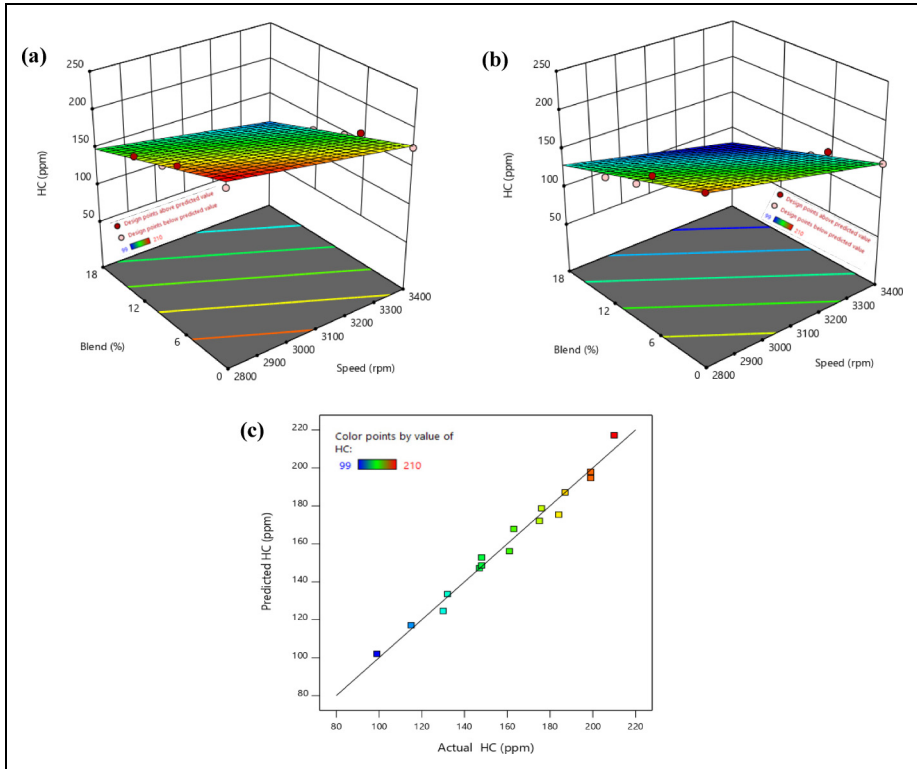 (a)
250
200
150
100
50
HC (ppm)
Design points above predicted value
Design points below predicted value
99 210
18
12
6
0
Blend (%)
2800
2900
3000
3100
3200
3300
3400
Speed (rpm)
(b)
250
200
150
100
50
HC (ppm)
Design points above predicted value
Design points below predicted value
99 210
18
12
6
0
Blend (%)
2800
2900
3000
3100
3200
3300
3400
Speed (rpm)
(c)
Color points by value of
HC:
99 210
220
200
180
160
140
120
100
80
Predicted HC (ppm)
80 100 120 140 160 180 200 220
Actual HC (ppm)